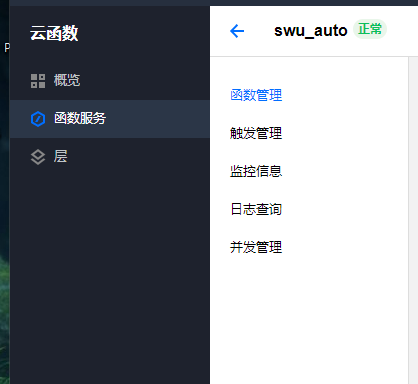 云函数
概览
函数服务
层
swu_auto 正常
函数管理
触发管理
监控信息
日志查询
并发管理
P